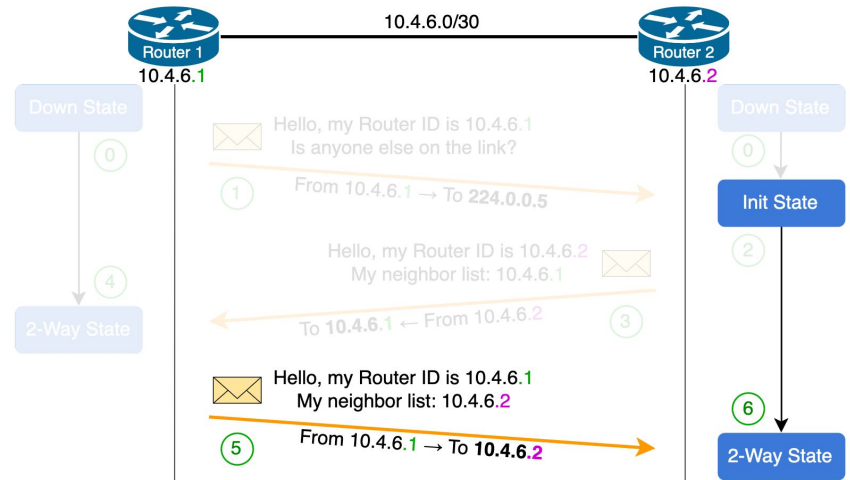 10.4.6.0/30
Router 1
Router 2
10.4.6.1
10.4.6.2
Down State
Down State
0
0
Hello, my Router ID is 10.4.6.1
Is anyone else on the link?
1
From 10.4.6.1 → To 224.0.0.5
Init State
2
Hello, my Router ID is 10.4.6.2
My neighbor list: 10.4.6.1
4
3
To 10.4.6.1 ← From 10.4.6.2
2-Way State
Hello, my Router ID is 10.4.6.1
My neighbor list: 10.4.6.2
6
5
From 10.4.6.1 → To 10.4.6.2
2-Way State